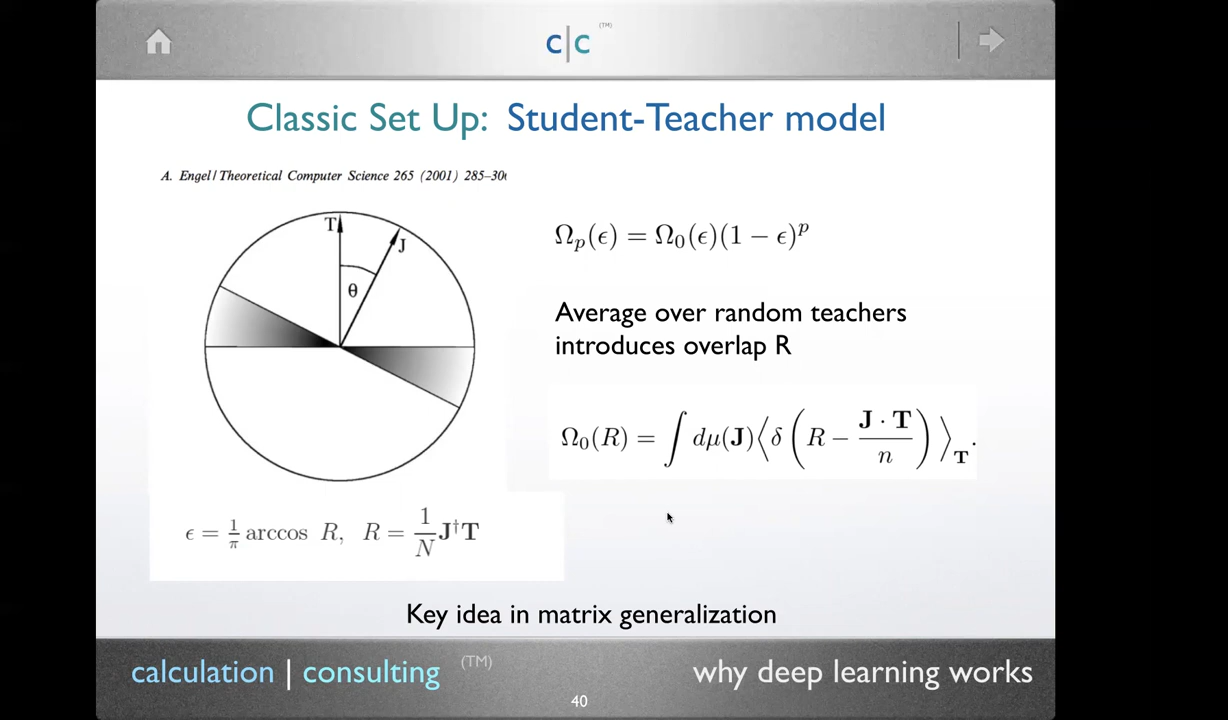 c|c (TM)
Classic Set Up: Student-Teacher model
A. Engel / Theoretical Computer Science 265 (2001) 285–30
T
J
θ
Ωₚ(ϵ) = Ω₀(ϵ)(1 − ϵ)ᵖ
Average over random teachers
introduces overlap R
Ω₀(R) = ∫ dμ(J)⟨δ(R − J · T / n)⟩_T.
ϵ = 1/π arccos R, R = 1/N J†T
Key idea in matrix generalization
calculation | consulting (TM) why deep learning works
40